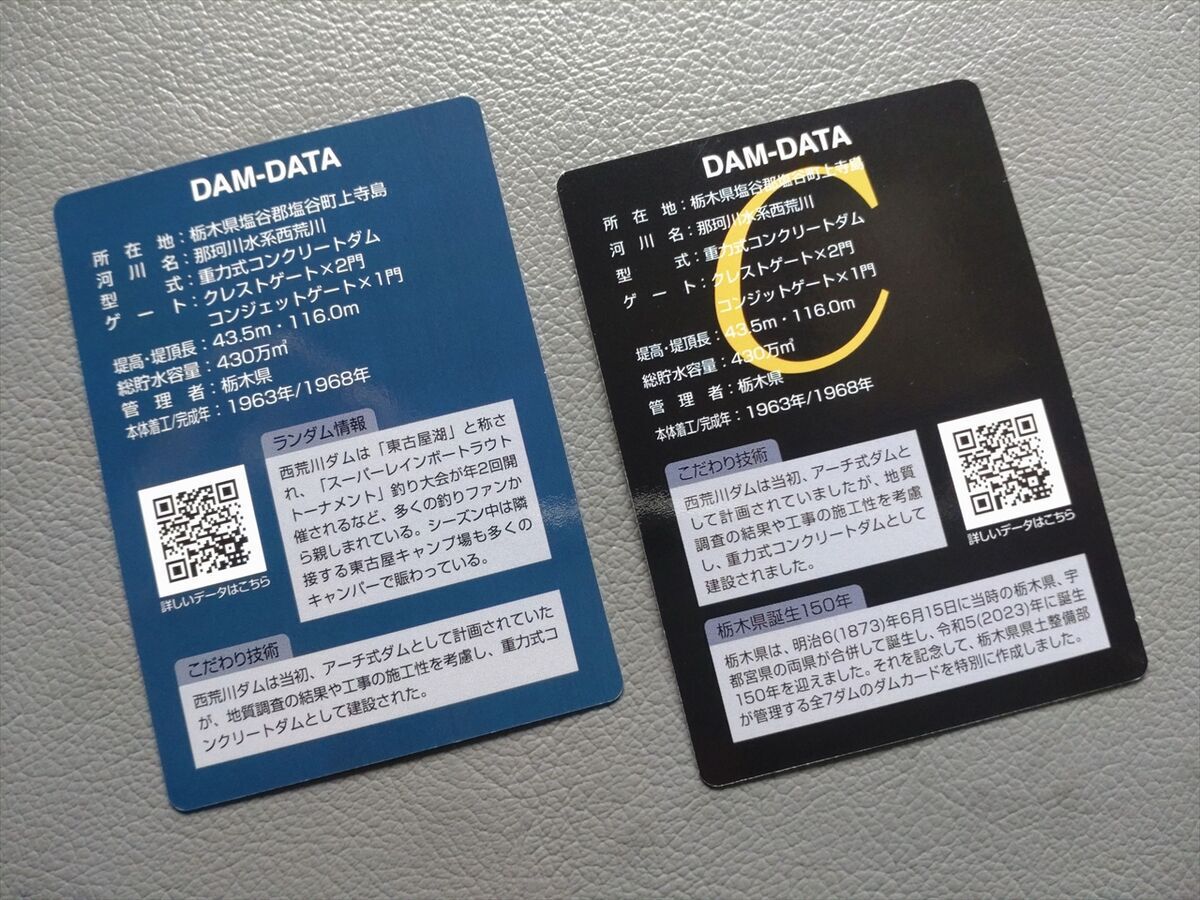 DAM-DATA
所在地：栃木県塩谷郡塩谷町上寺島
河川名：那珂川水系西荒川
型式：重力式コンクリートダム
ゲート：クレストゲート×2門
コンジェットゲート×1門
堤高・堤頂長：43.5m・116.0m
総貯水容量：430万㎥
管理者：栃木県
本体着工/完成年：1963年/1968年
ランダム情報
西荒川ダムは「東古屋湖」と称さ
れ、「スーパーレインボートラウト
トーナメント」釣り大会が年2回開
催されるなど、多くの釣りファンか
ら親しまれている。シーズン中は隣
接する東古屋キャンプ場も多くの
キャンパーで賑わっている。
詳しいデータはこちら
こだわり技術
西荒川ダムは当初、アーチ式ダムとして計画されていた
が、地質調査の結果や工事の施工性を考慮し、重力式コ
ンクリートダムとして建設された。
DAM-DATA
C
所在地：栃木県塩谷郡塩谷町上寺島
河川名：那珂川水系西荒川
型式：重力式コンクリートダム
ゲート：クレストゲート×2門
コンジットゲート×1門
堤高・堤頂長：43.5m・116.0m
総貯水容量：430万㎥
管理者：栃木県
本体着工/完成年：1963年/1968年
こだわり技術
西荒川ダムは当初、アーチ式ダムと
して計画されていましたが、地質
調査の結果や工事の施工性を考慮
し、重力式コンクリートダムとして
建設されました。
詳しいデータはこちら
栃木県誕生150年
栃木県は、明治6(1873)年6月15日に当時の栃木県、宇
都宮県の両県が合併して誕生し、令和5(2023)年に誕生
150年を迎えました。それを記念して、栃木県県土整備部
が管理する全7ダムのダムカードを特別に作成しました。